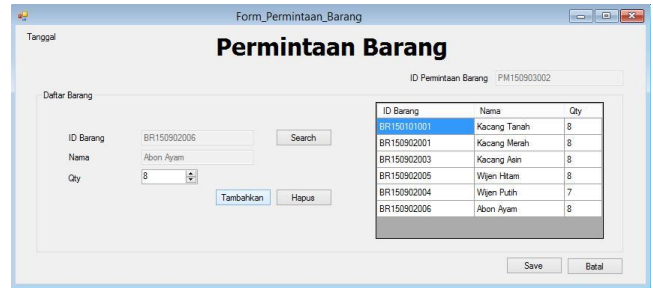 Form_Permintaan_Barang
Tanggal
Permintaan Barang
ID Pemintaan Barang PM150903002
Daftar Barang
ID Barang Nama Qty
BR150101001 Kacang Tanah 8
BR150902001 Kacang Merah 8
BR150902003 Kacang Asin 8
BR150902005 Wijen Hitam 8
BR150902004 Wijen Putih 7
BR150902006 Abon Ayam 8
ID Barang BR150902006 Search
Nama Abon Ayam
Qty 8
Tambahkan Hapus
Save Batal